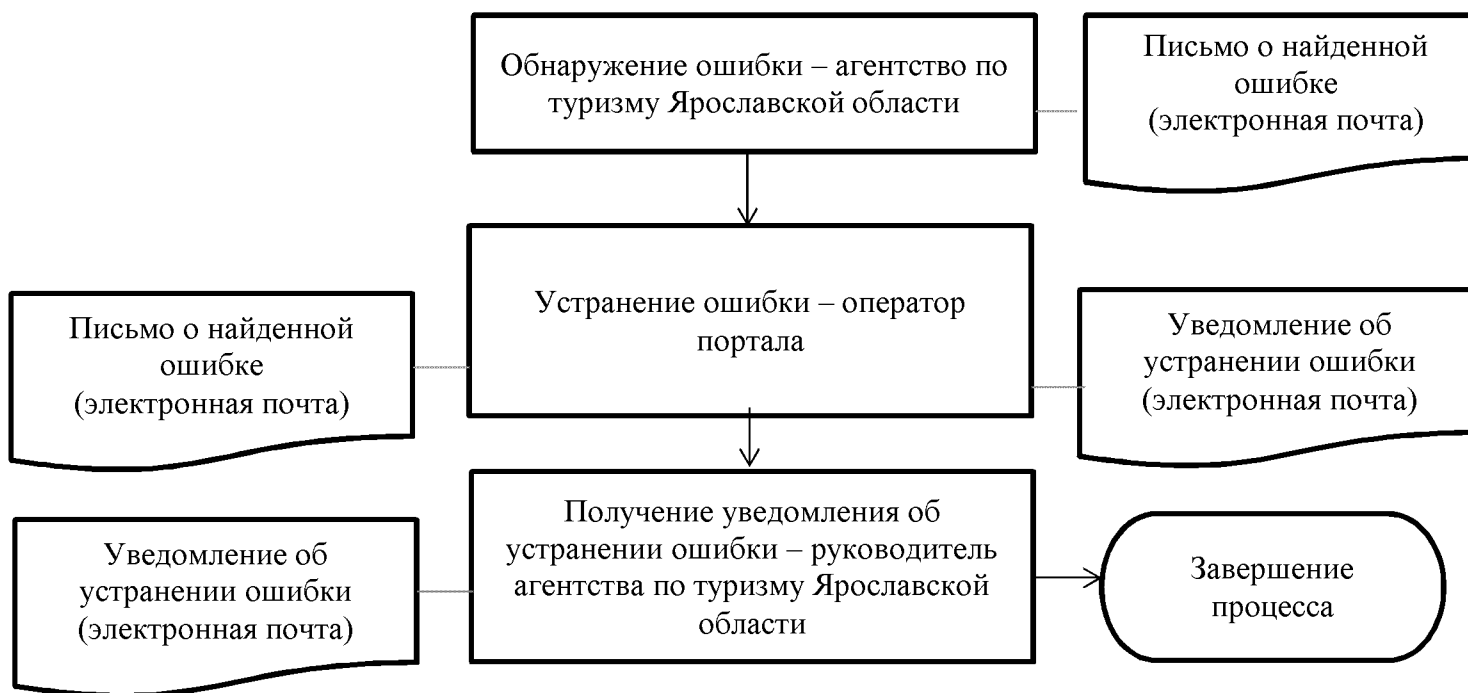 Обнаружение ошибки – агентство по
туризму Ярославской области
Письмо о найденной
ошибке
(электронная почта)
Устранение ошибки – оператор
портала
Письмо о найденной
ошибке
(электронная почта)
Уведомление об
устранении ошибки
(электронная почта)
Получение уведомления об
устранении ошибки – руководитель
агентства по туризму Ярославской
области
Уведомление об
устранении ошибки
(электронная почта)
Завершение
процесса